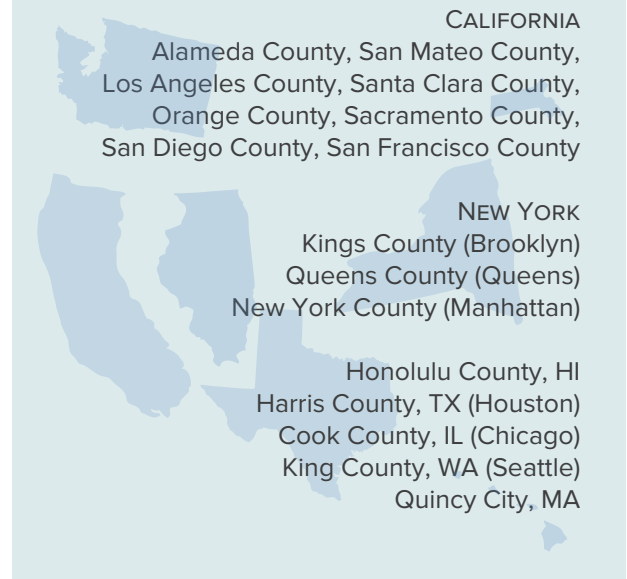 CALIFORNIA
Alameda County, San Mateo County,
Los Angeles County, Santa Clara County,
Orange County, Sacramento County,
San Diego County, San Francisco County
NEW YORK
Kings County (Brooklyn)
Queens County (Queens)
New York County (Manhattan)
Honolulu County, HI
Harris County, TX (Houston)
Cook County, IL (Chicago)
King County, WA (Seattle)
Quincy City, MA